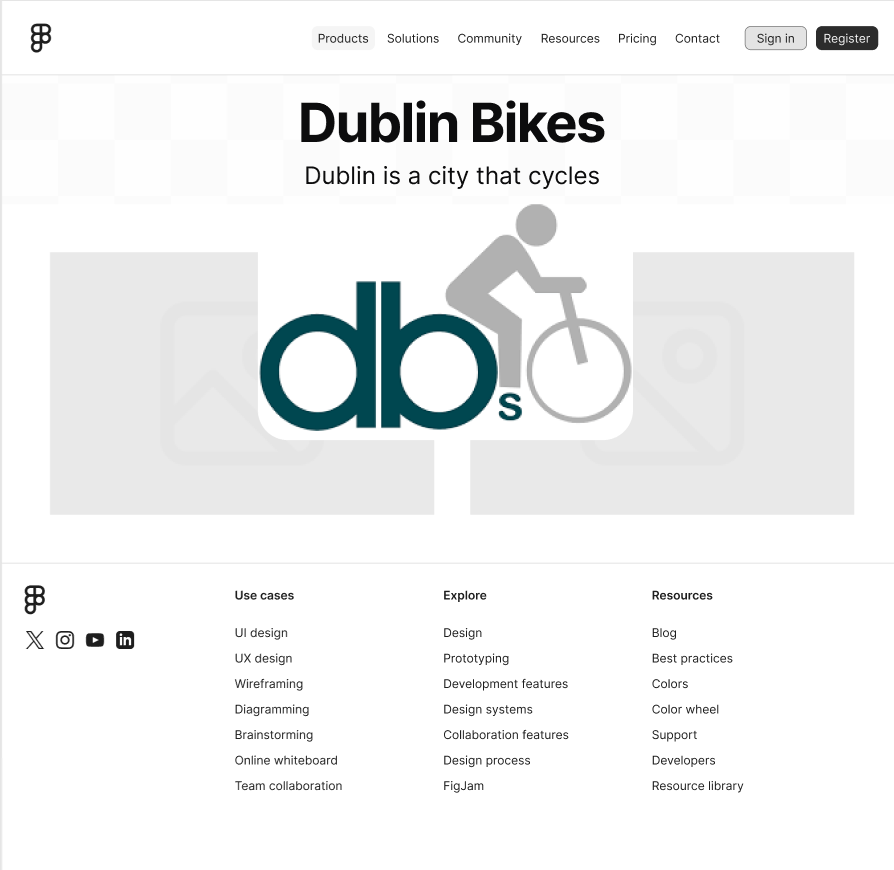 Products Solutions Community Resources Pricing Contact Sign in Register
Dublin Bikes
Dublin is a city that cycles
dbs
Use cases
UI design
UX design
Wireframing
Diagramming
Brainstorming
Online whiteboard
Team collaboration
Explore
Design
Prototyping
Development features
Design systems
Collaboration features
Design process
FigJam
Resources
Blog
Best practices
Colors
Color wheel
Support
Developers
Resource library